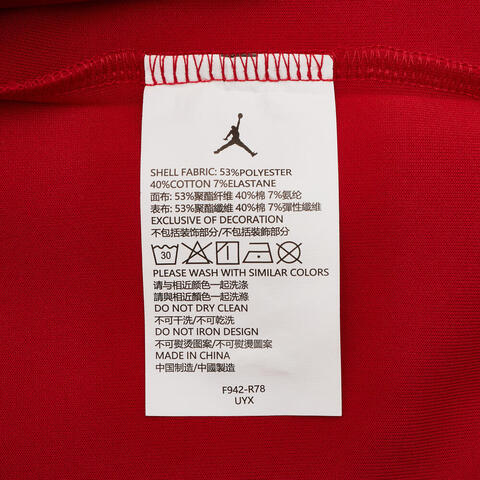 SHELL FABRIC: 53%POLYESTER
40%COTTON 7%ELASTANE
面布: 53%聚酯纤维 40%棉 7%氨纶
表布: 53%聚酯纖維 40%棉 7%彈性纖維
EXCLUSIVE OF DECORATION
不包括装饰部分/不包括裝飾部分
30
PLEASE WASH WITH SIMILAR COLORS
请与相近颜色一起洗涤
請與相近顏色一起洗滌
DO NOT DRY CLEAN
不可干洗/不可乾洗
DO NOT IRON DESIGN
不可熨烫图案/不可熨燙圖案
MADE IN CHINA
中国制造/中國製造
F942-R78
UYX